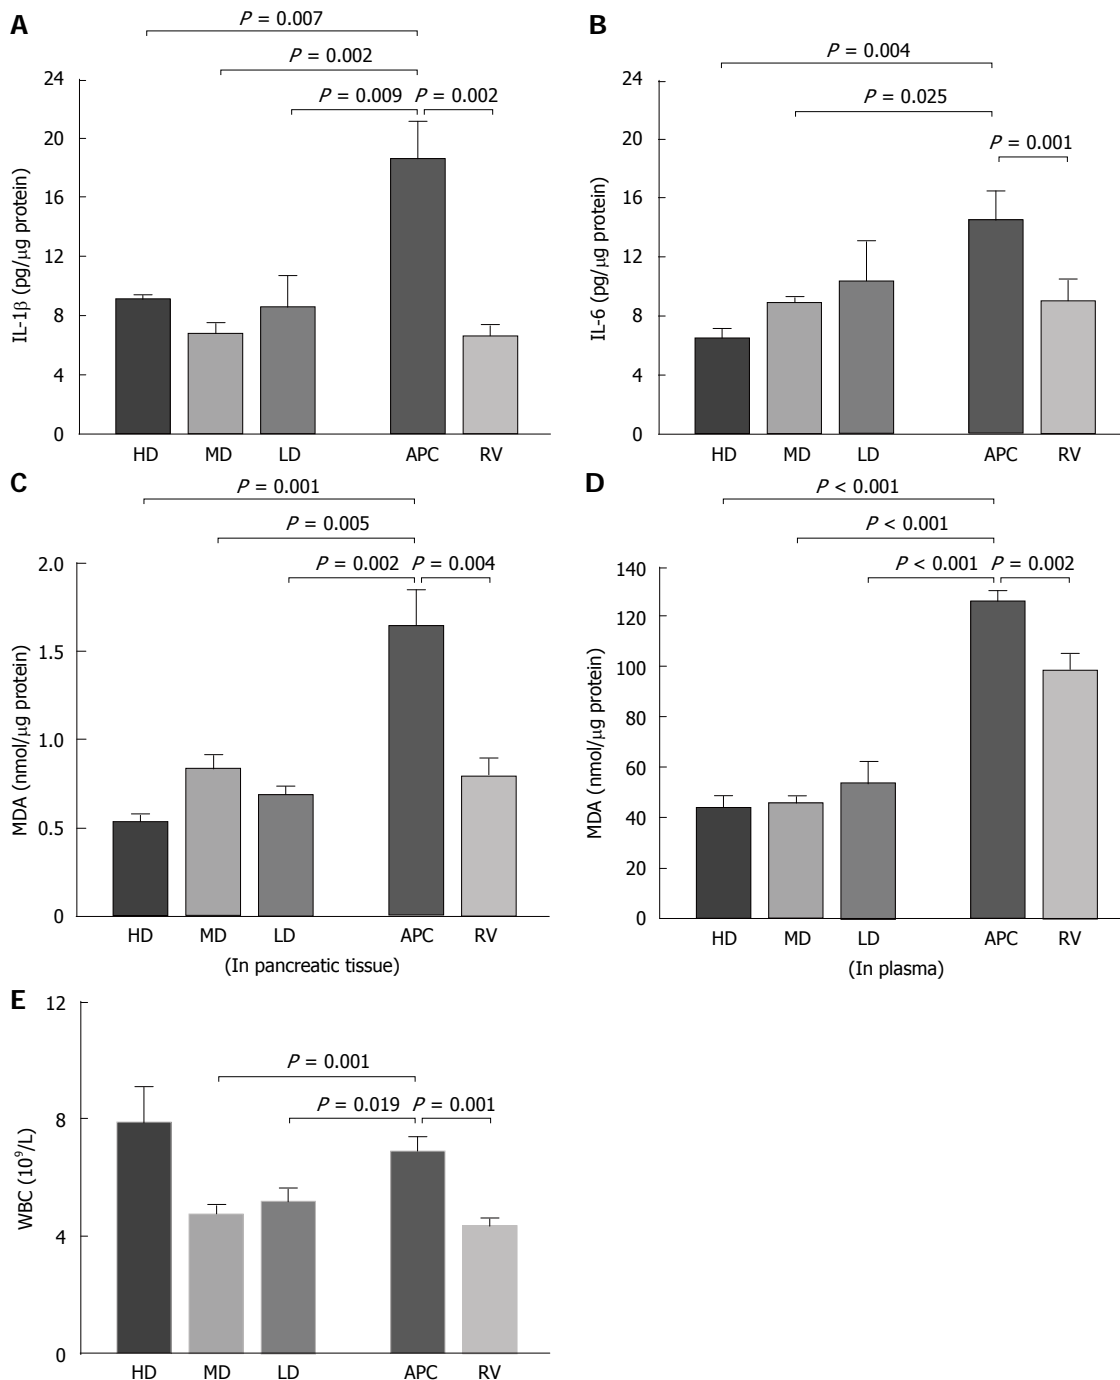 A
P = 0.007
P = 0.002
P = 0.009
P = 0.002
24
20
16
12
8
4
0
IL-1β (pg/μg protein)
HD MD LD APC RV
B
P = 0.004
P = 0.025
P = 0.001
24
20
16
12
8
4
0
IL-6 (pg/μg protein)
HD MD LD APC RV
C
P = 0.001
P = 0.005
P = 0.002
P = 0.004
2.0
1.5
1.0
0.5
0
MDA (nmol/μg protein)
HD MD LD APC RV
(In pancreatic tissue)
D
P < 0.001
P < 0.001
P < 0.001
P = 0.002
140
120
100
80
60
40
20
0
MDA (nmol/μg protein)
HD MD LD APC RV
(In plasma)
E
P = 0.001
P = 0.019
P = 0.001
12
8
4
0
WBC (10⁹/L)
HD MD LD APC RV